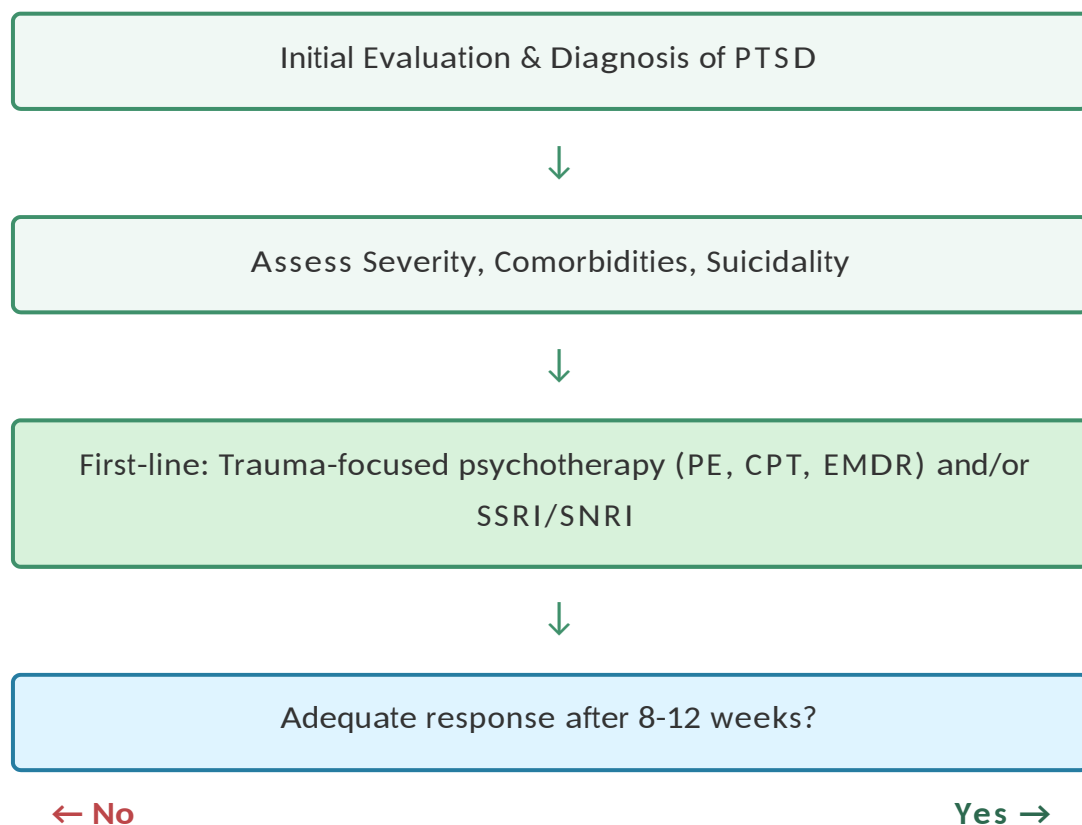 Initial Evaluation & Diagnosis of PTSD
↓
Assess Severity, Comorbidities, Suicidality
↓
First-line: Trauma-focused psychotherapy (PE, CPT, EMDR) and/or
SSRI/SNRI
↓
Adequate response after 8-12 weeks?
← No
Yes →